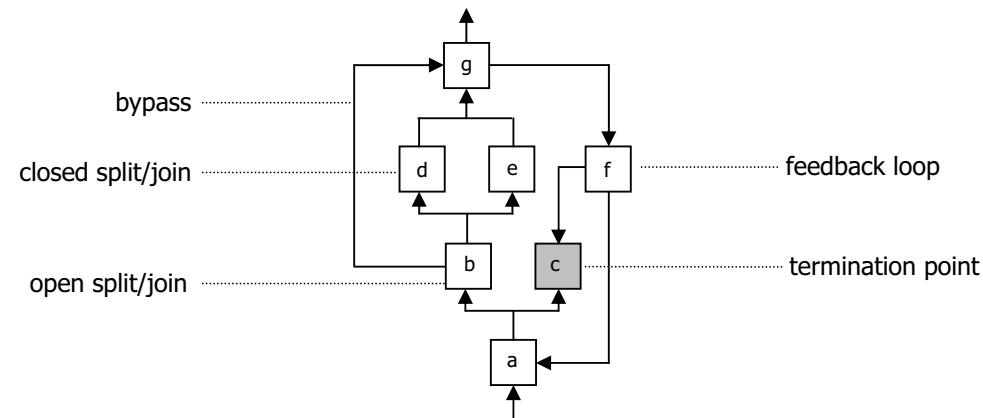 g
bypass
d
e
f
closed split/join
feedback loop
b
c
open split/join
termination point
a